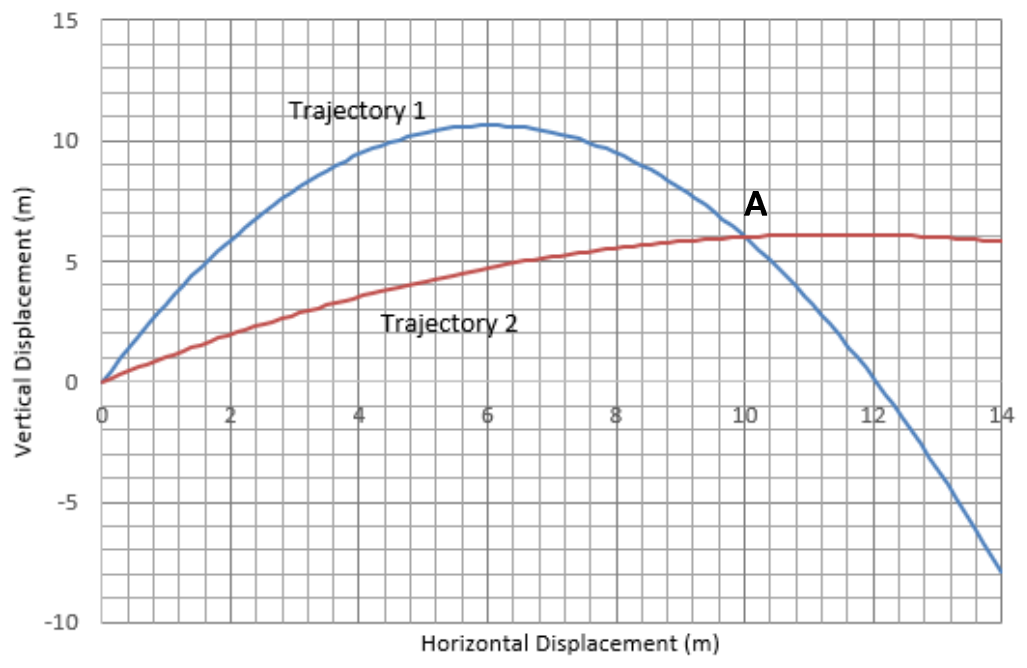 15
Trajectory 1
10
A
5
Trajectory 2
0
0 2 4 6 8 10 12 14
-5
-10
Vertical Displacement (m)
Horizontal Displacement (m)